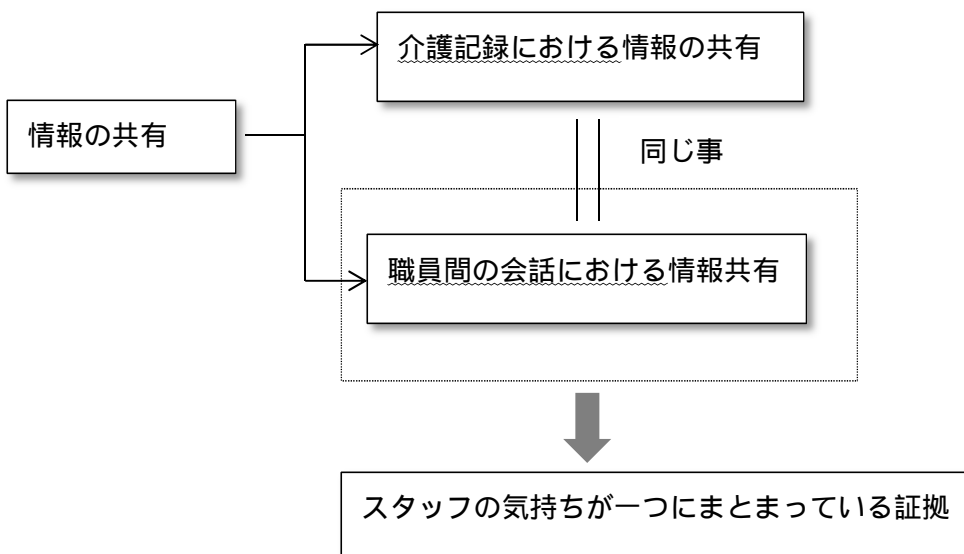 介護記録における情報の共有
情報の共有
同じ事
職員間の会話における情報共有
スタッフの気持ちが一つにまとまっている証拠